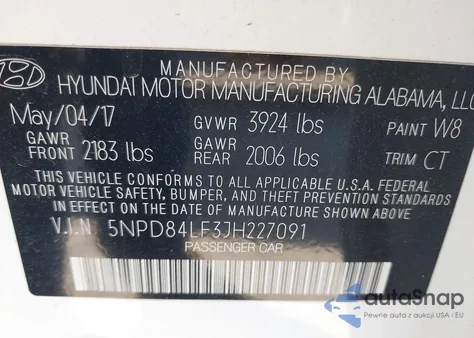 MANUFACTURED BY
HYUNDAI MOTOR MANUFACTURING ALABAMA, LLC
May/04/17 GVWR 3924 lbs PAINT W8
GAWR FRONT 2183 lbs GAWR REAR 2006 lbs TRIM CT
THIS VEHICLE CONFORMS TO ALL APPLICABLE U.S.A. FEDERAL
MOTOR VEHICLE SAFETY, BUMPER, AND THEFT PREVENTION STANDARDS
IN EFFECT ON THE DATE OF MANUFACTURE SHOWN ABOVE.
V.I.N 5NPD84LF3JH227091
PASSENGER CAR
autoSnap
Pewne auta z aukcji USA - EU